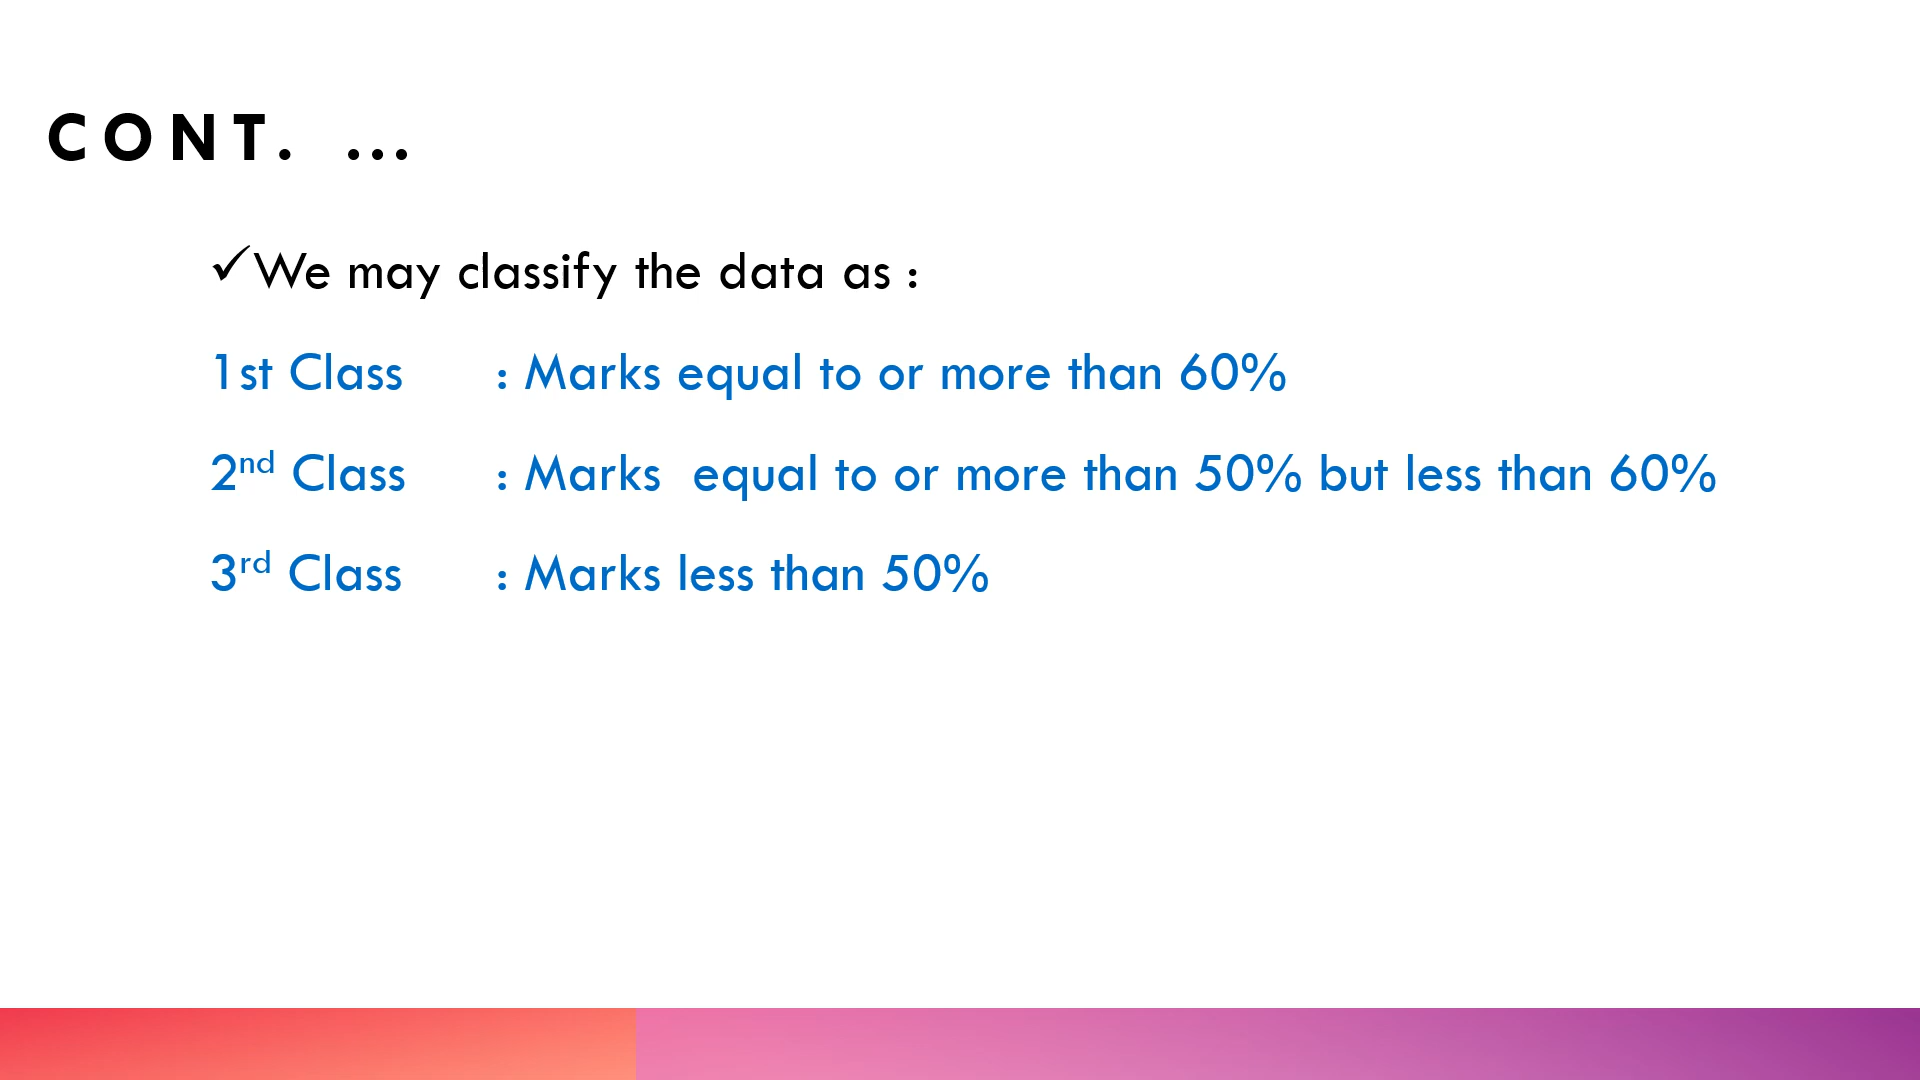 CONT. ...
✓We may classify the data as :
1st Class : Marks equal to or more than 60%
2nd Class : Marks  equal to or more than 50% but less than 60%
3rd Class : Marks less than 50%